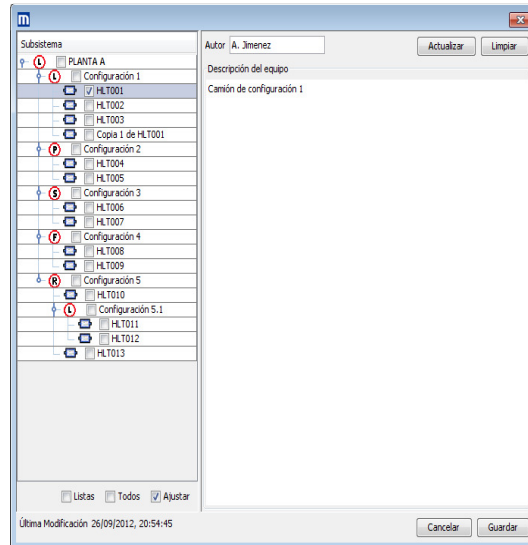 m
Subsistema
L PLANTA A
L Configuración 1
HLT001
HLT002
HLT003
Copia 1 de HLT001
P Configuración 2
HLT004
HLT005
S Configuración 3
HLT006
HLT007
F Configuración 4
HLT008
HLT009
R Configuración 5
HLT010
L Configuración 5.1
HLT011
HLT012
HLT013
Listas Todos Ajustar
Autor A. Jimenez Actualizar Limpiar
Descripción del equipo
Camión de configuración 1
Última Modificación 26/09/2012, 20:54:45
Cancelar Guardar